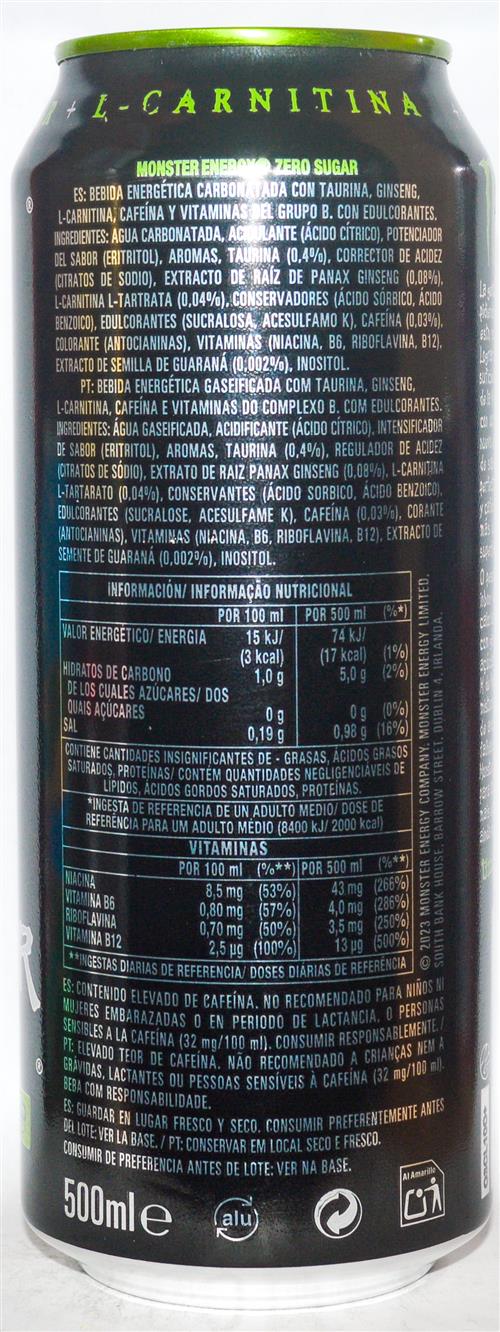 + L-CARNITINA
MONSTER ENERGY® ZERO SUGAR
ES: BEBIDA ENERGÉTICA CARBONATADA CON TAURINA, GINSENG,
L-CARNITINA, CAFEÍNA Y VITAMINAS DEL GRUPO B. CON EDULCORANTES.
INGREDIENTES: AGUA CARBONATADA, ACIDULANTE (ÁCIDO CÍTRICO), POTENCIADOR
DEL SABOR (ERITRITOL), AROMAS, TAURINA (0,4%), CORRECTOR DE ACIDEZ
(CITRATOS DE SODIO), EXTRACTO DE RAÍZ DE PANAX GINSENG (0,08%),
L-CARNITINA L-TARTRATA (0,04%), CONSERVADORES (ÁCIDO SÓRBICO, ÁCIDO
BENZOICO), EDULCORANTES (SUCRALOSA, ACESULFAMO K), CAFEÍNA (0,03%),
COLORANTE (ANTOCIANINAS), VITAMINAS (NIACINA, B6, RIBOFLAVINA, B12),
EXTRACTO DE SEMILLA DE GUARANÁ (0,002%), INOSITOL.
PT: BEBIDA ENERGÉTICA GASEIFICADA COM TAURINA, GINSENG,
L-CARNITINA, CAFEÍNA E VITAMINAS DO COMPLEXO B. COM EDULCORANTES.
INGREDIENTES: ÁGUA GASEIFICADA, ACIDIFICANTE (ÁCIDO CÍTRICO), INTENSIFICADOR
DE SABOR (ERITRITOL), AROMAS, TAURINA (0,4%), REGULADOR DE ACIDEZ
(CITRATOS DE SÓDIO), EXTRATO DE RAIZ PANAX GINSENG (0,08%), L-CARNITINA
L-TARTARATO (0,04%), CONSERVANTES (ÁCIDO SORBICO, ÁCIDO BENZOICO),
EDULCORANTES (SUCRALOSE, ACESULFAME K), CAFEÍNA (0,03%), CORANTE
(ANTOCIANINAS), VITAMINAS (NIACINA, B6, RIBOFLAVINA, B12), EXTRACTO DE
SEMENTE DE GUARANÁ (0,002%), INOSITOL.
INFORMACIÓN/ INFORMAÇÃO NUTRICIONAL
POR 100 ml POR 500 ml (%*)
VALOR ENERGÉTICO/ ENERGIA 15 kJ/ 74 kJ/
(3 kcal) (17 kcal) (1%)
HIDRATOS DE CARBONO 1,0 g 5,0 g (2%)
DE LOS CUALES AZÚCARES/ DOS
QUAIS AÇÚCARES 0 g 0 g (0%)
SAL 0,19 g 0,98 g (16%)
CONTIENE CANTIDADES INSIGNIFICANTES DE - GRASAS, ÁCIDOS GRASOS
SATURADOS, PROTEÍNAS/ CONTÉM QUANTIDADES NEGLIGENCIÁVEIS DE
LÍPIDOS, ÁCIDOS GORDOS SATURADOS, PROTEÍNAS.
*INGESTA DE REFERENCIA DE UN ADULTO MEDIO/ DOSE DE
REFERÊNCIA PARA UM ADULTO MÉDIO (8400 kJ/ 2000 kcal)
VITAMINAS
POR 100 ml (%**) POR 500 ml (%**)
NIACINA 8,5 mg (53%) 43 mg (266%)
VITAMINA B6 0,80 mg (57%) 4,0 mg (286%)
RIBOFLAVINA 0,70 mg (50%) 3,5 mg (250%)
VITAMINA B12 2,5 µg (100%) 13 µg (500%)
**INGESTAS DIARIAS DE REFERENCIA/ DOSES DIÁRIAS DE REFERÊNCIA
© 2023 MONSTER ENERGY COMPANY. MONSTER ENERGY LIMITED,
SOUTH BANK HOUSE, BARROW STREET, DUBLIN 4, IRLANDA.
ES: CONTENIDO ELEVADO DE CAFEÍNA. NO RECOMENDADO PARA NIÑOS NI
MUJERES EMBARAZADAS O EN PERIODO DE LACTANCIA, O PERSONAS
SENSIBLES A LA CAFEÍNA (32 mg/100 ml). CONSUMIR RESPONSABLEMENTE. /
PT: ELEVADO TEOR DE CAFEÍNA. NÃO RECOMENDADO A CRIANÇAS NEM A
GRÁVIDAS, LACTANTES OU PESSOAS SENSÍVEIS À CAFEÍNA (32 mg/100 ml).
BEBA COM RESPONSABILIDADE.
ES: GUARDAR EN LUGAR FRESCO Y SECO. CONSUMIR PREFERENTEMENTE ANTES
DEL LOTE: VER LA BASE. / PT: CONSERVAR EM LOCAL SECO E FRESCO.
CONSUMIR DE PREFERENCIA ANTES DE LOTE: VER NA BASE.
500ml e
alu
Al Amarillo